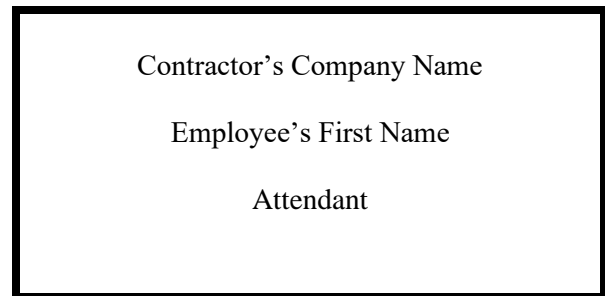 Contractor’s Company Name
Employee’s First Name
Attendant